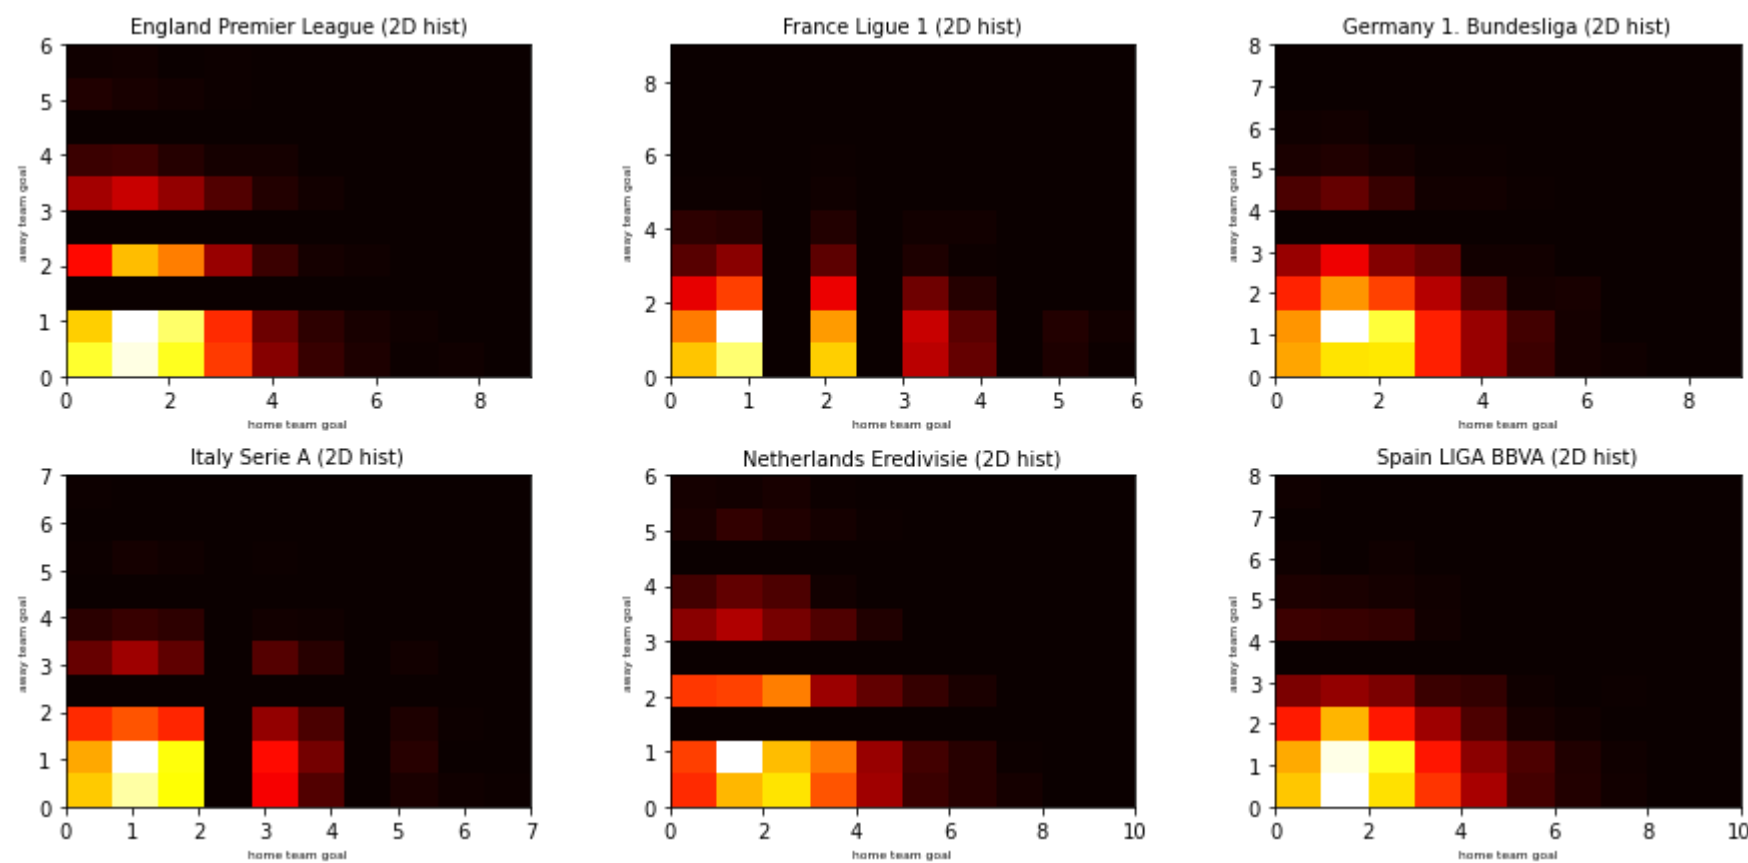 England Premier League (2D hist)
6
5
4
3
2
1
0
away team goal
0 2 4 6 8
home team goal
France Ligue 1 (2D hist)
8
6
4
2
0
away team goal
0 1 2 3 4 5 6
home team goal
Germany 1. Bundesliga (2D hist)
8
7
6
5
4
3
2
1
0
away team goal
0 2 4 6 8
home team goal
Italy Serie A (2D hist)
7
6
5
4
3
2
1
0
away team goal
0 1 2 3 4 5 6 7
home team goal
Netherlands Eredivisie (2D hist)
6
5
4
3
2
1
0
away team goal
0 2 4 6 8 10
home team goal
Spain LIGA BBVA (2D hist)
8
7
6
5
4
3
2
1
0
away team goal
0 2 4 6 8 10
home team goal